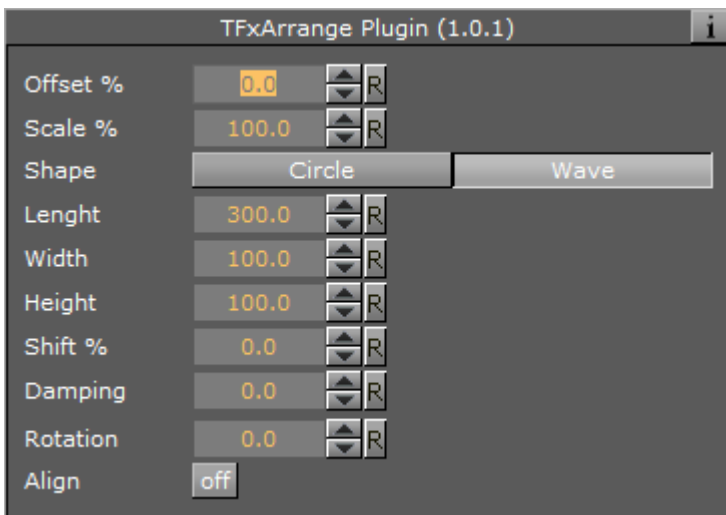 TFxArrange Plugin (1.0.1) i
Offset % 0.0 R
Scale % 100.0 R
Shape Circle Wave
Lenght 300.0 R
Width 100.0 R
Height 100.0 R
Shift % 0.0 R
Damping 0.0 R
Rotation 0.0 R
Align off